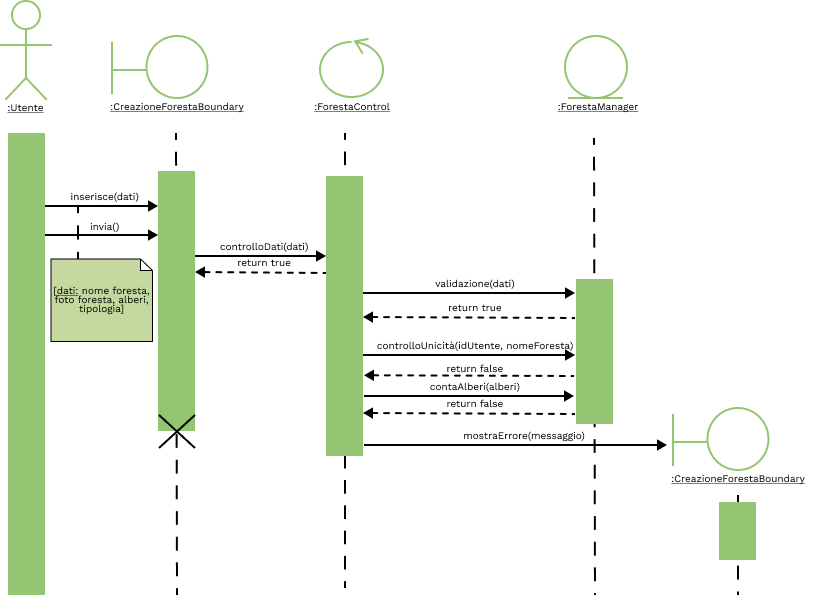 :Utente
:CreazioneForestaBoundary
:ForestaControl
:ForestaManager
inserisce(dati)
invia()
controlloDati(dati)
return true
[dati: nome foresta,
foto foresta, alberi,
tipologia]
validazione(dati)
return true
controlloUnicità(idUtente, nomeForesta)
return false
contaAlberi(alberi)
return false
mostraErrore(messaggio)
:CreazioneForestaBoundary